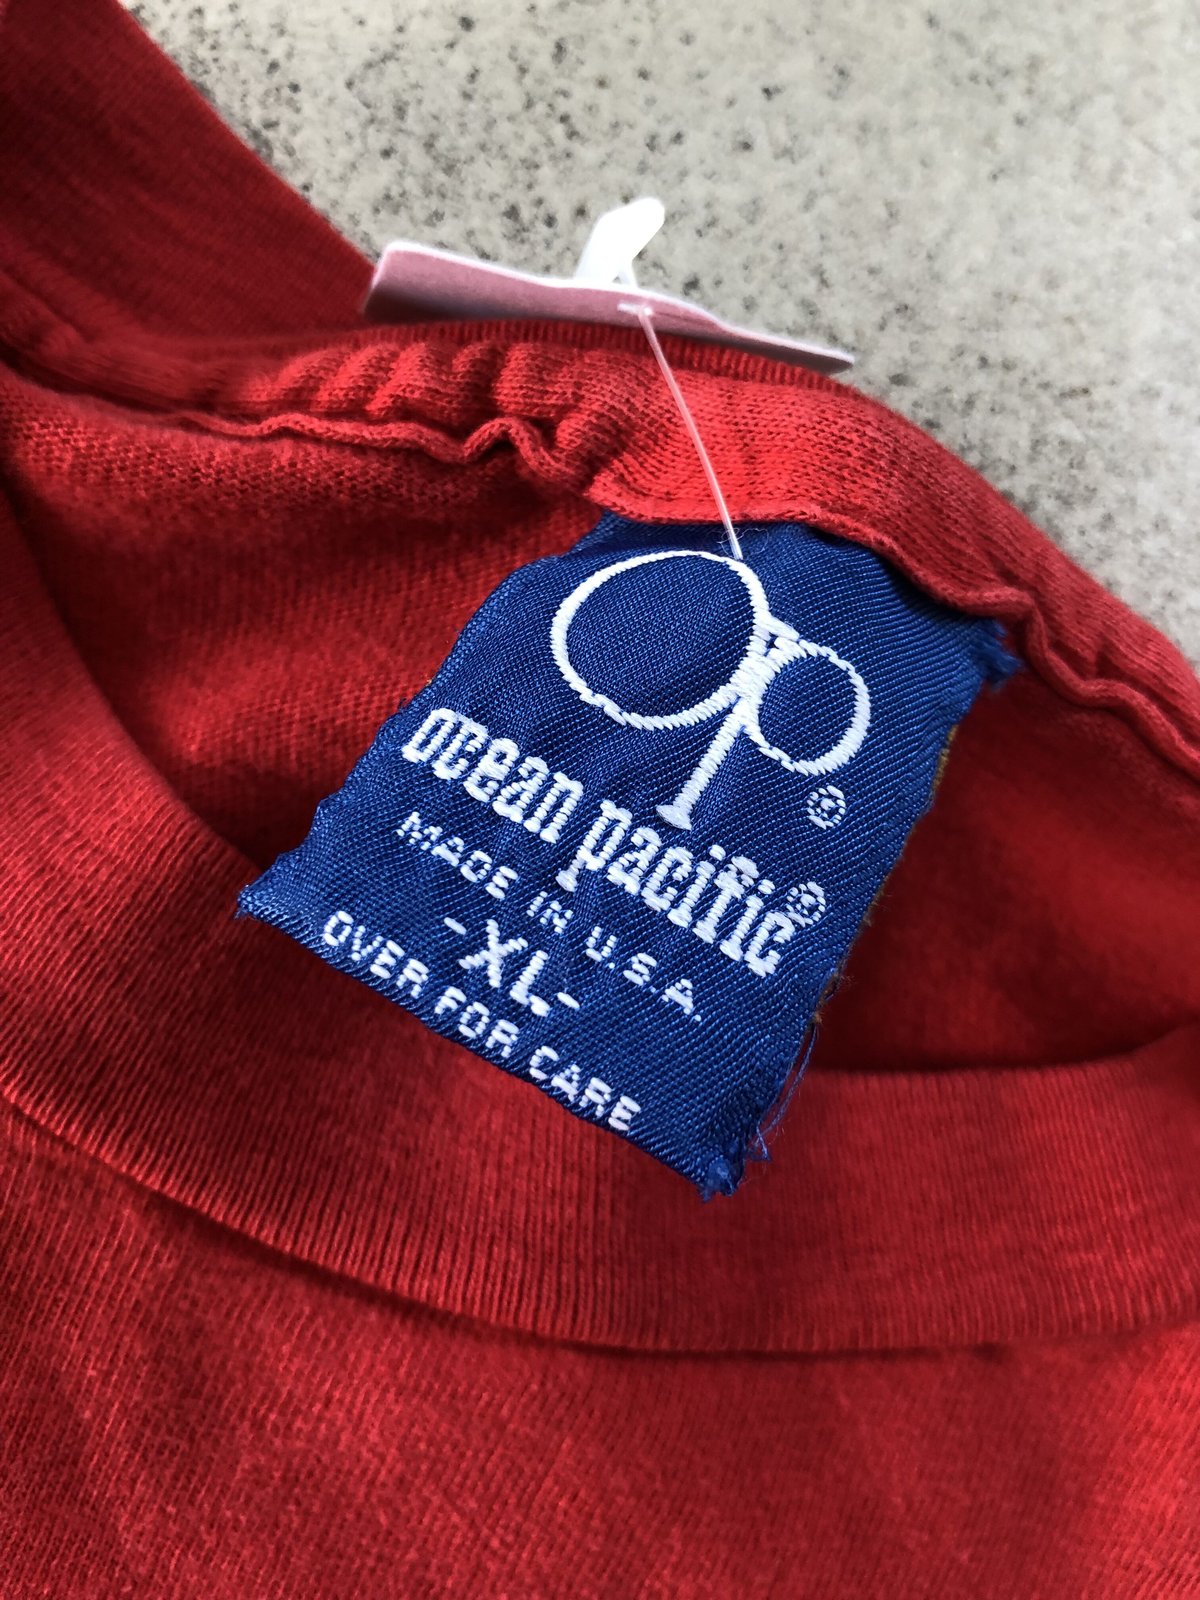 op®
ocean pacific®
MADE IN U.S.A.
-XL-
OVER FOR CARE